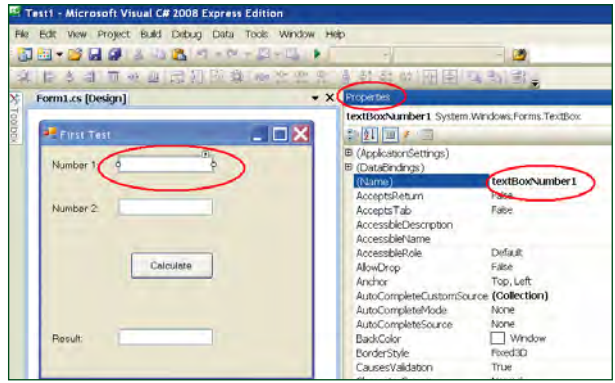 Test1 - Microsoft Visual C# 2008 Express Edition
File Edit View Project Build Debug Data Tools Window Help
Toolbox
Form1.cs [Design]
First Test
Number 1:
Number 2:
Calculate
Result:
Properties
textBoxNumber1 System.Windows.Forms.TextBox
(ApplicationSettings)
(DataBindings)
(Name) textBoxNumber1
AcceptsReturn False
AcceptsTab False
AccessibleDescription
AccessibleName
AccessibleRole Default
AllowDrop False
Anchor Top, Left
AutoCompleteCustomSource (Collection)
AutoCompleteMode None
AutoCompleteSource None
BackColor Window
BorderStyle Fixed3D
CausesValidation True